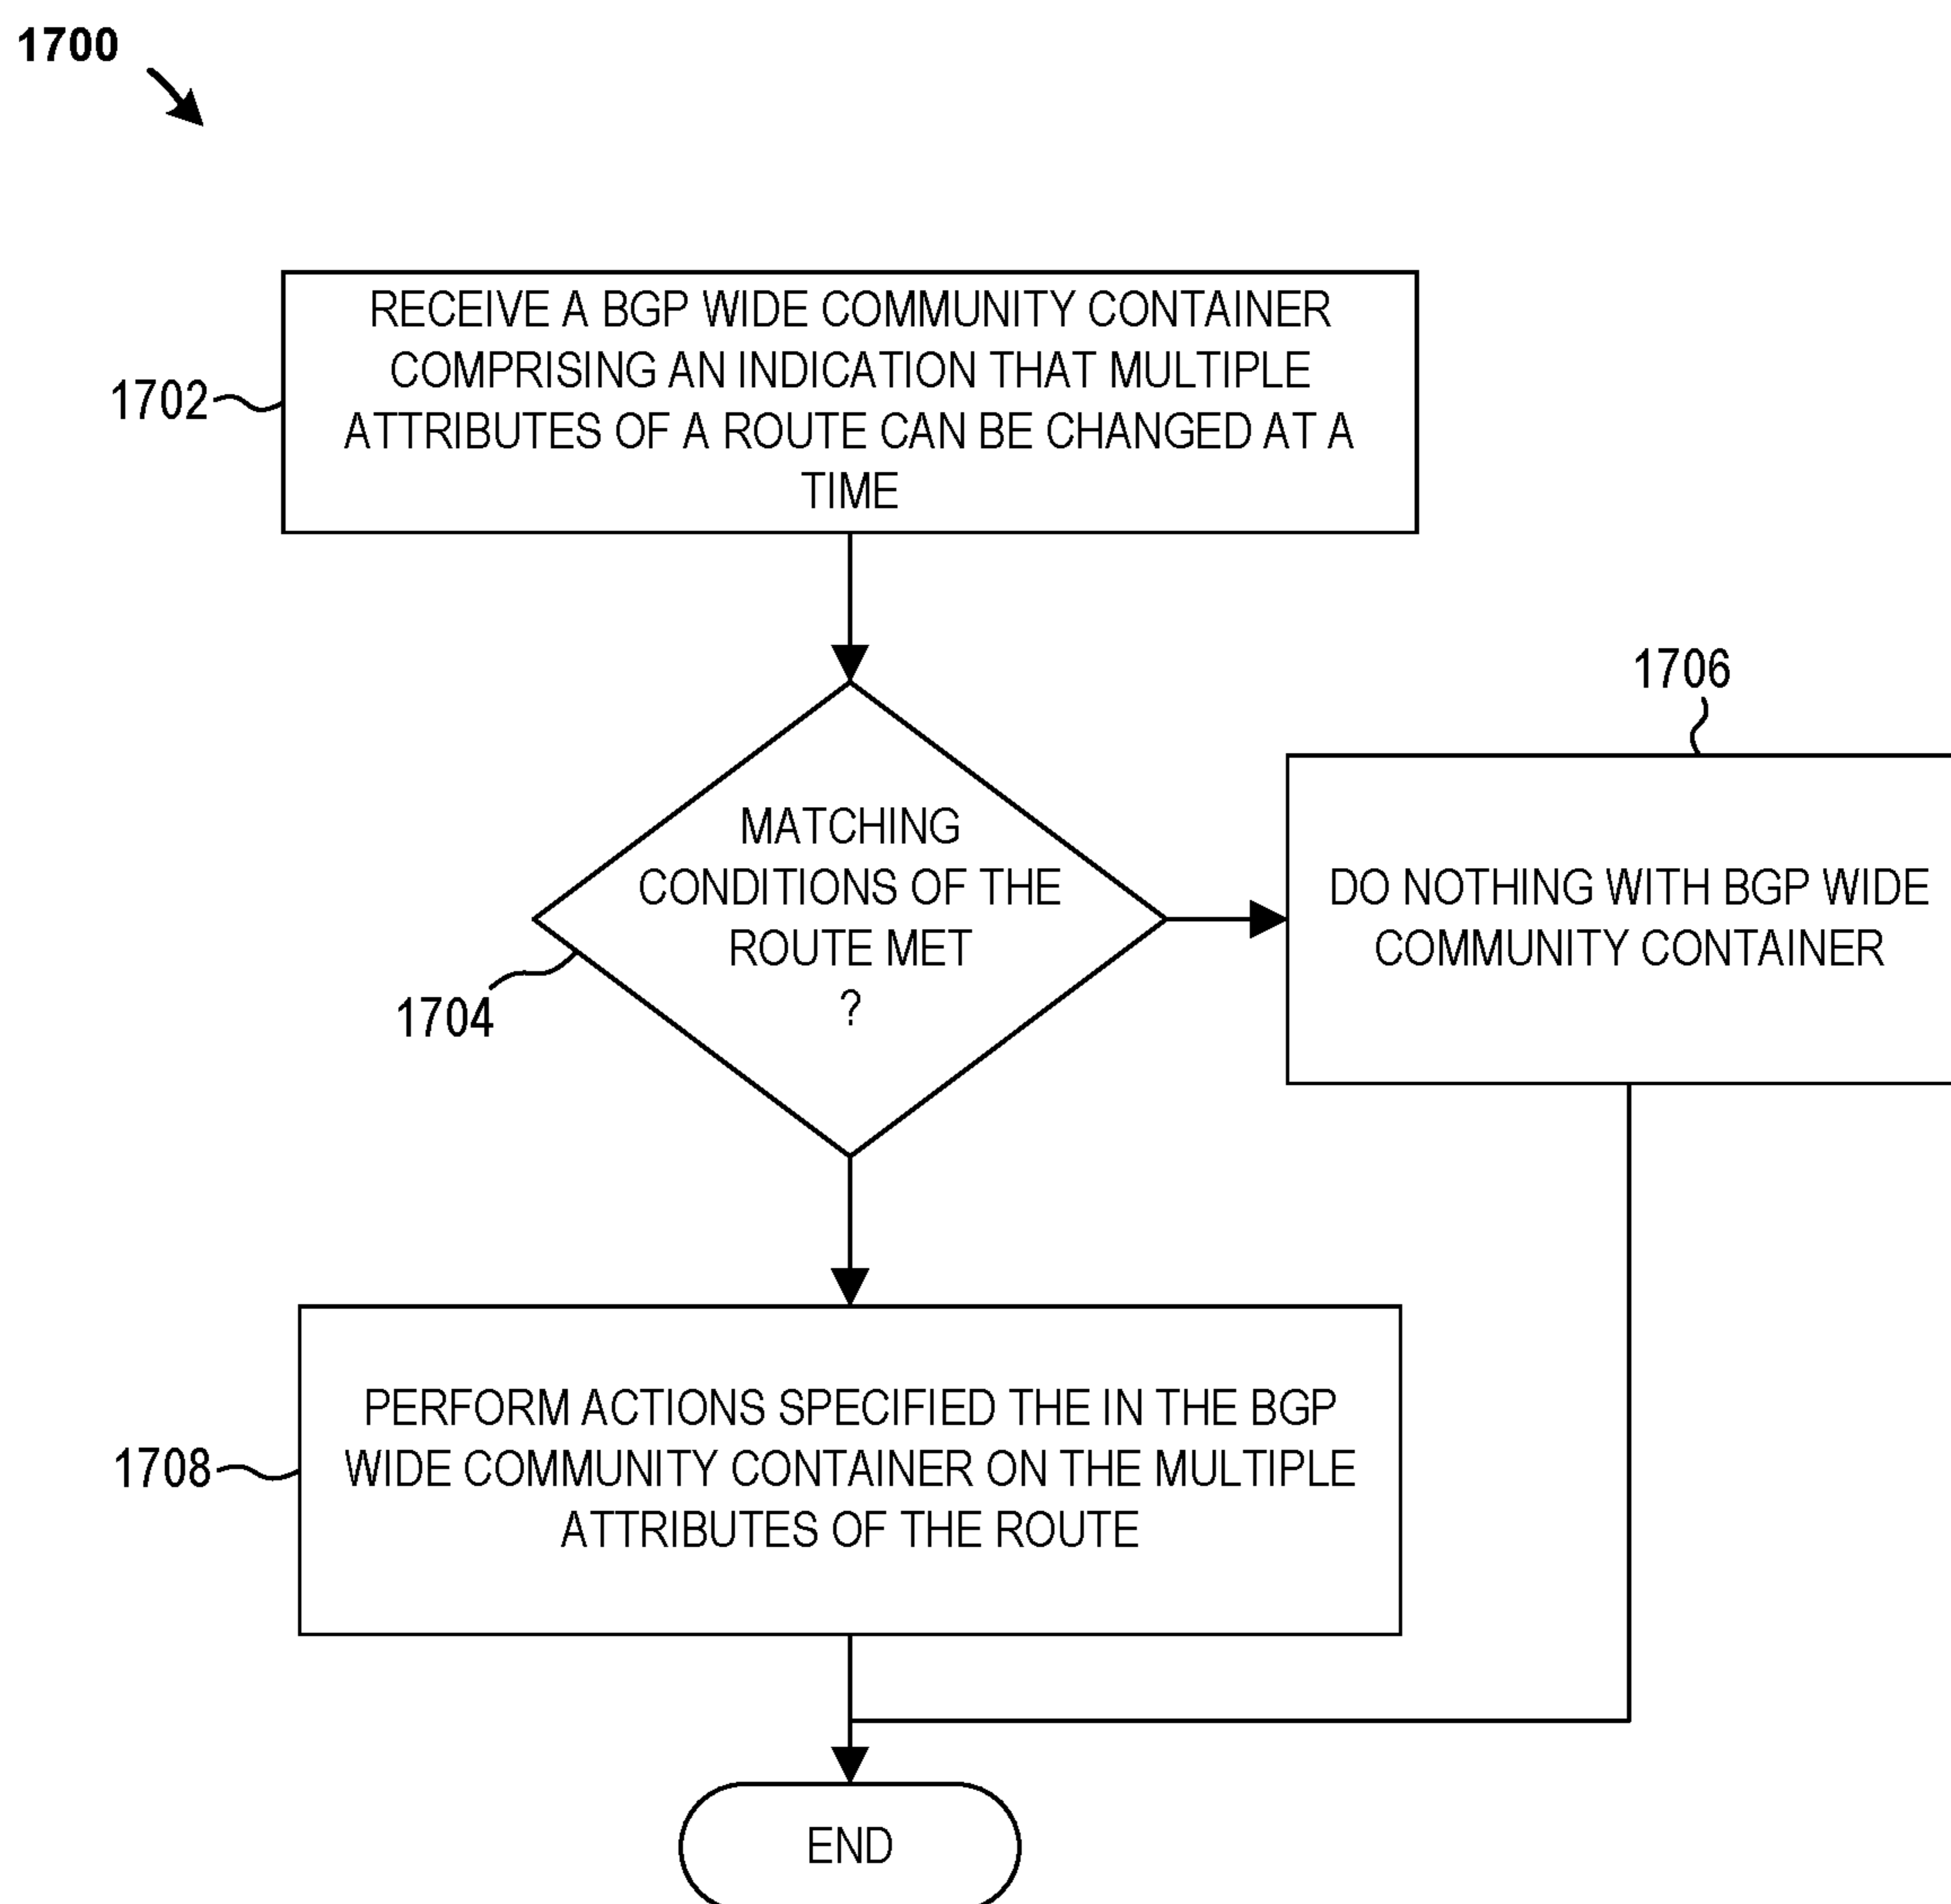 1700
RECEIVE A BGP WIDE COMMUNITY CONTAINER
COMPRISING AN INDICATION THAT MULTIPLE
ATTRIBUTES OF A ROUTE CAN BE CHANGED AT A
TIME
1702
1706
MATCHING
CONDITIONS OF THE
ROUTE MET
?
1704
DO NOTHING WITH BGP WIDE
COMMUNITY CONTAINER
PERFORM ACTIONS SPECIFIED THE IN THE BGP
WIDE COMMUNITY CONTAINER ON THE MULTIPLE
ATTRIBUTES OF THE ROUTE
1708
END